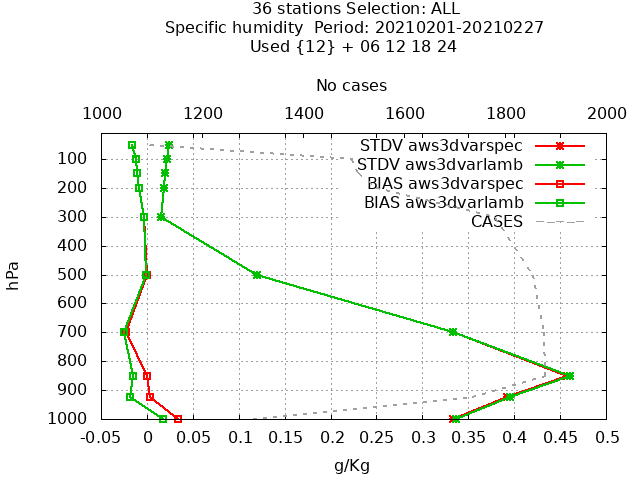 36 stations Selection: ALL
Specific humidity  Period: 20210201-20210227
Used {12} + 06 12 18 24
No cases
1000 1200 1400 1600 1800 2000
STDV aws3dvarspec
100 STDV aws3dvarlamb
200 BIAS aws3dvarspec
BIAS aws3dvarlamb
300 CASES
400
hPa
500
600
700
800
900
1000
-0.05 0 0.05 0.1 0.15 0.2 0.25 0.3 0.35 0.4 0.45 0.5
g/Kg